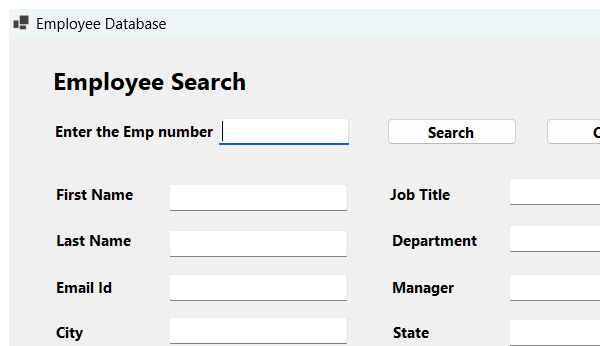 Employee Database
Employee Search
Enter the Emp number Search
First Name Job Title
Last Name Department
Email Id Manager
City State